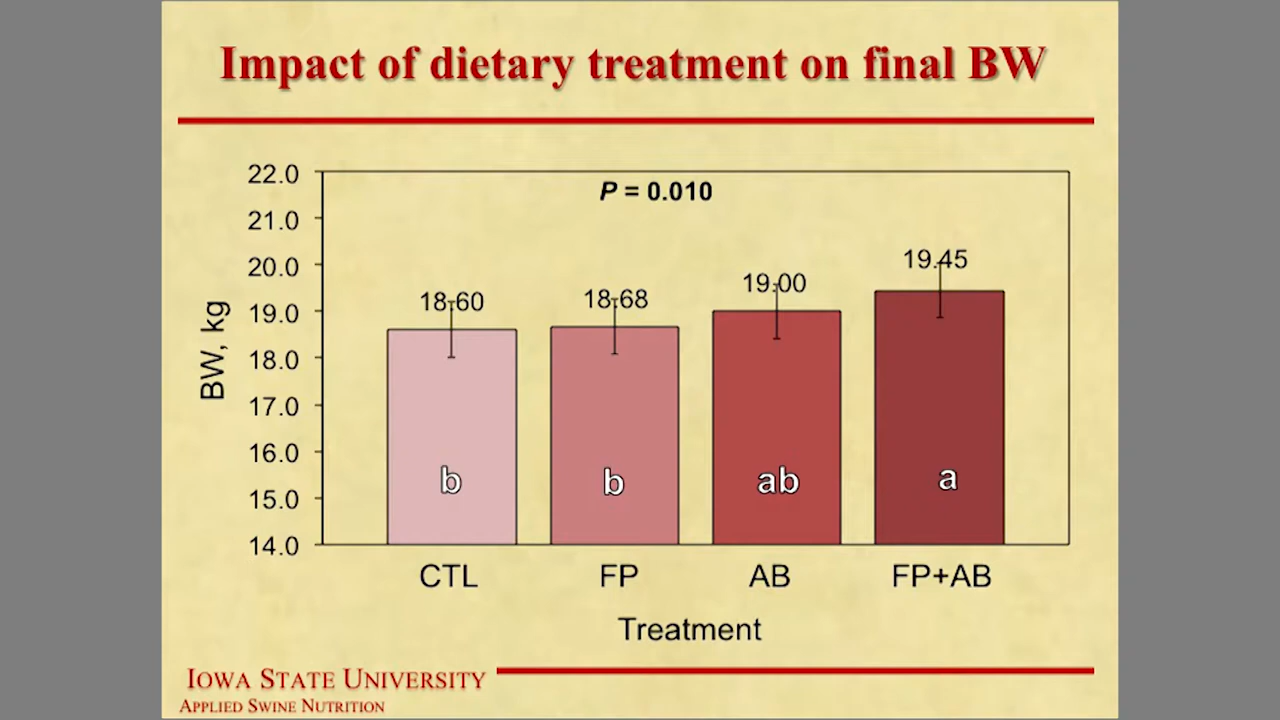 Impact of dietary treatment on final BW
P = 0.010
22.0
21.0
20.0
19.0
18.0
17.0
16.0
15.0
14.0
BW, kg
18.60
18.68
19.00
19.45
b
b
ab
a
CTL
FP
AB
FP+AB
Treatment
IOWA STATE UNIVERSITY
APPLIED SWINE NUTRITION